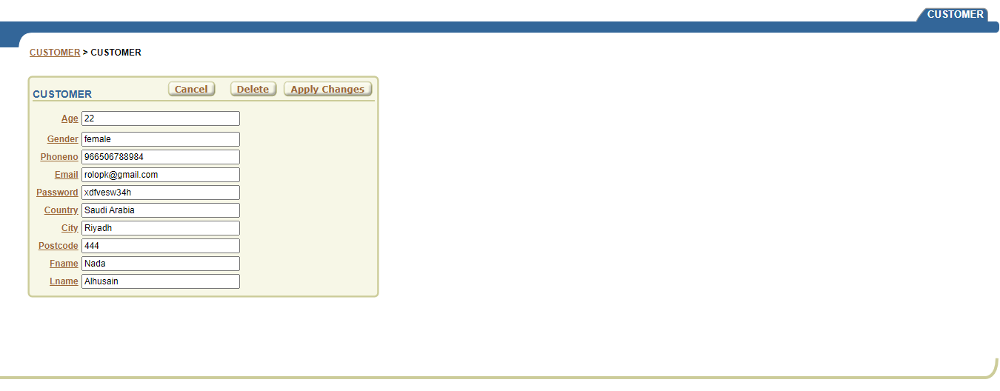 CUSTOMER
CUSTOMER > CUSTOMER
CUSTOMER Cancel Delete Apply Changes
Age 22
Gender female
Phoneno 966506788984
Email rolopk@gmail.com
Password xdfvesw34h
Country Saudi Arabia
City Riyadh
Postcode 444
Fname Nada
Lname Alhusain